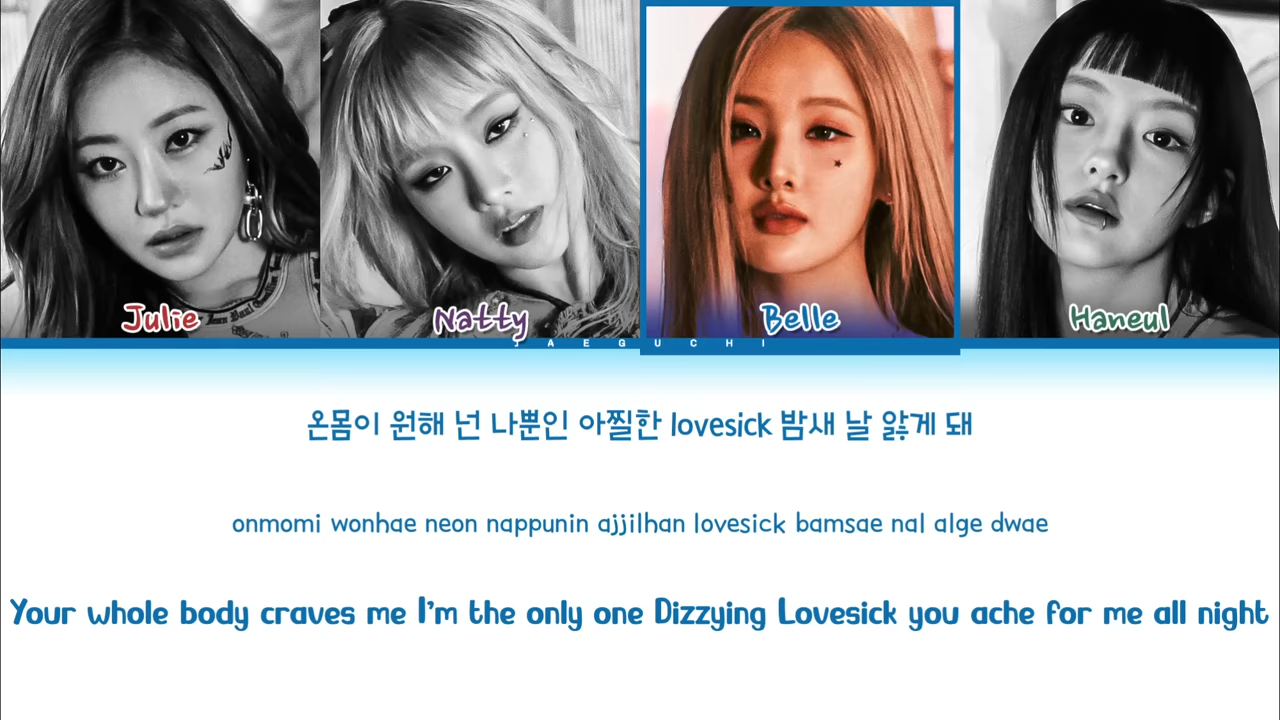 Julie
Natty
Belle
Haneul
JAEGUCHI
온몸이 원해 넌 나뿐인 아찔한 lovesick 밤새 날 앓게 돼
onmomi wonhae neon nappunin ajjilhan lovesick bamsae nal alge dwae
Your whole body craves me I'm the only one Dizzying Lovesick you ache for me all night